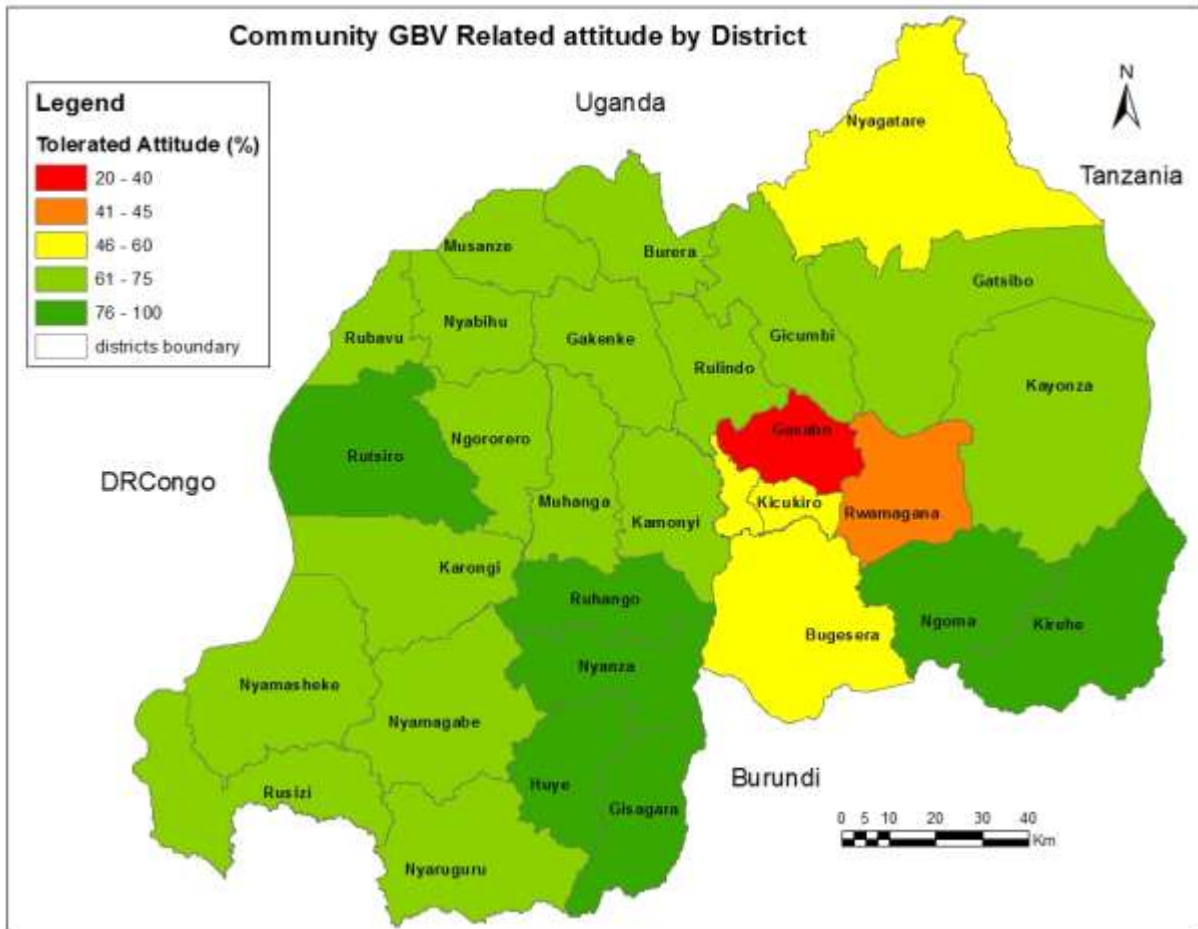 Community GBV Related attitude by District
Legend
Tolerated Attitude (%)
20 - 40
41 - 45
46 - 60
61 - 75
76 - 100
districts boundary
Uganda
N
Tanzania
DRCongo
Burundi
Nyagatare
Musanze
Burera
Gatsibo
Rubavu
Nyabihu
Gakenke
Gicumbi
Rulindo
Kayonza
Gasabo
Ngororero
Rutsiro
Muhanga
Kamonyi
Kicukiro
Rwamagana
Karongi
Ruhango
Ngoma
Kirehe
Bugesera
Nyanza
Nyamasheke
Nyamagabe
Huye
Gisagara
Rusizi
Nyaruguru
0 5 10 20 30 40
Km